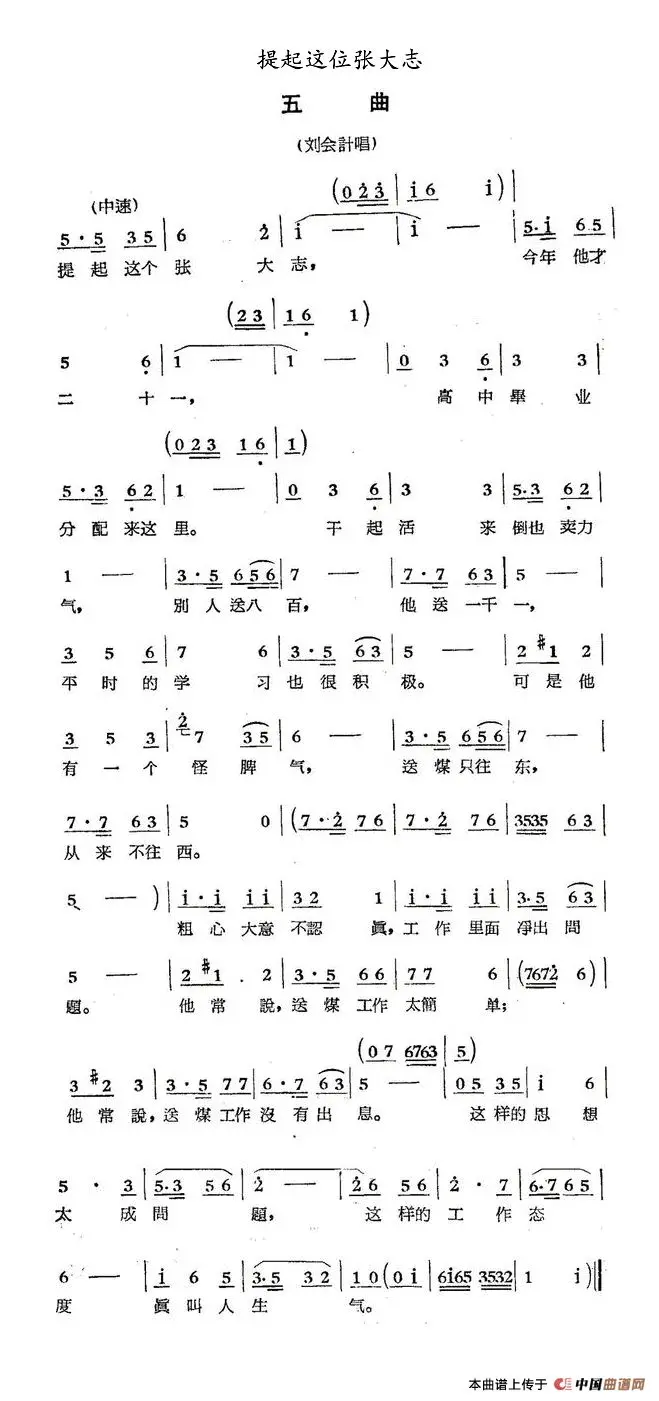 提起这位张大志
五 曲
(刘会計唱)
(0 2 3 | i 6 i)
(中速)
5 · 5 3 5 | 6 2 | i — | i — | 5 · i 6 5 |
提 起 这个 张 大 志， 今年 他才
(2 3 | 1 6 1)
5 6 | 1 — | 1 — | 0 3 6 | 3 3 |
二 十 一， 高 中 畢 业
(0 2 3 1 6 | 1)
5 · 3 6 2 | 1 — | 0 3 6 | 3 3 | 5 · 3 6 2 |
分 配 来这 里。 干 起 活 来 倒也 卖力
1 — | 3 · 5 6 5 6 | 7 — | 7 · 7 6 3 | 5 — |
气， 別 人 送八 百， 他 送 一千 一，
3 5 6 | 7 6 | 3 · 5 6 3 | 5 — | 2 #1 2 |
平 时 的 学 习 也 很 积 极。 可 是 他
3 5 3 | 2 7 3 5 | 6 — | 3 · 5 6 5 6 | 7 — |
有 一 个 怪 脾 气， 送 煤 只往 东，
7 · 7 6 3 | 5 0 | (7 · 2 7 6 | 7 · 2 7 6 | 3535 6 3 |
从 来 不往 西。
5 — ) | i · i i i | 3 2 1 | i · i i i | 3 · 5 6 3 |
粗 心 大意 不認 眞，工 作 里面 净出 問
5 — | 2 #1 . 2 | 3 · 5 6 6 | 7 7 6 | (7672 6 ) |
題。 他 常 說，送 煤 工作 太簡 单；
(0 7 6763 | 5 )
3 #2 3 | 3 · 5 7 7 | 6 · 7 6 3 | 5 — | 0 5 3 5 | i 6 |
他 常 說，送 煤 工作 沒 有 出 息。 这 样的 思 想
5 · 3 | 5 · 3 5 6 | 2 — | 2 6 5 6 | 2 · 7 | 6 · 7 6 5 |
太 成 問 題， 这 样的 工 作 态
6 — | i 6 5 | 3 · 5 3 2 | 1 0 (0 i | 6i65 3532 | 1 i )‖
度 眞 叫 人 生 气。
本曲谱上传于 中国曲谱网